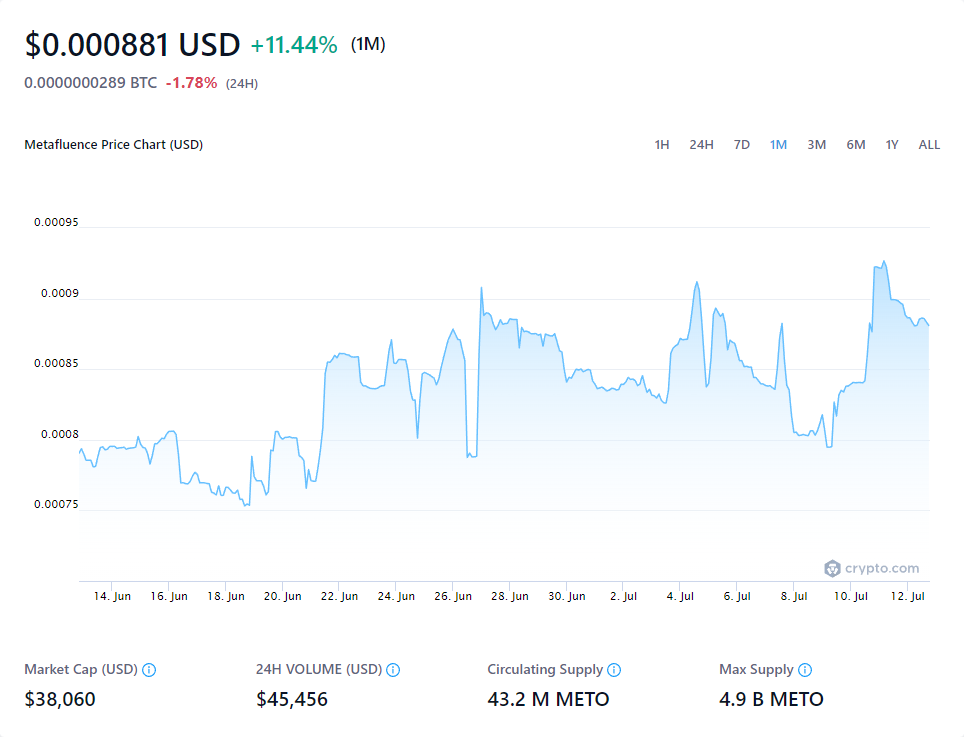 $0.000881 USD +11.44% (1M)
0.0000000289 BTC -1.78% (24H)
Metafluence Price Chart (USD) 1H 24H 7D 1M 3M 6M 1Y ALL
0.00095
0.0009
0.00085
0.0008
0.00075
crypto.com
14. Jun 16. Jun 18. Jun 20. Jun 22. Jun 24. Jun 26. Jun 28. Jun 30. Jun 2. Jul 4. Jul 6. Jul 8. Jul 10. Jul 12. Jul
Market Cap (USD) 24H VOLUME (USD) Circulating Supply Max Supply
$38,060 $45,456 43.2 M METO 4.9 B METO